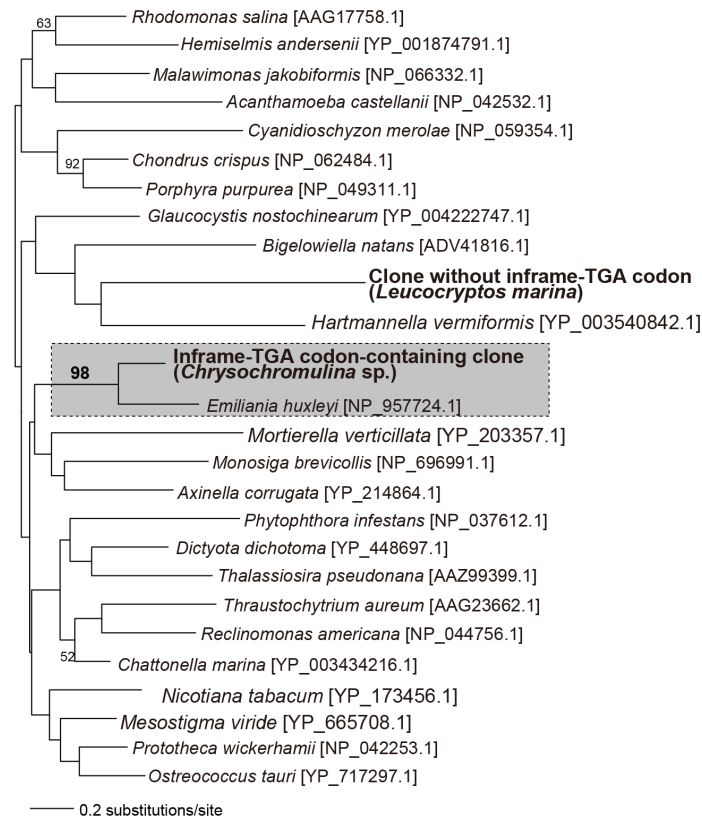 63
Rhodomonas salina [AAG17758.1]
Hemiselmis andersenii [YP_001874791.1]
Malawimonas jakobiformis [NP_066332.1]
Acanthamoeba castellanii [NP_042532.1]
Cyanidioschyzon merolae [NP_059354.1]
92
Chondrus crispus [NP_062484.1]
Porphyra purpurea [NP_049311.1]
Glaucocystis nostochinearum [YP_004222747.1]
Bigelowiella natans [ADV41816.1]
Clone without inframe-TGA codon
(Leucocryptos marina)
Hartmannella vermiformis [YP_003540842.1]
98
Inframe-TGA codon-containing clone
(Chrysochromulina sp.)
Emiliania huxleyi [NP_957724.1]
Mortierella verticillata [YP_203357.1]
Monosiga brevicollis [NP_696991.1]
Axinella corrugata [YP_214864.1]
Phytophthora infestans [NP_037612.1]
Dictyota dichotoma [YP_448697.1]
Thalassiosira pseudonana [AAZ99399.1]
Thraustochytrium aureum [AAG23662.1]
Reclinomonas americana [NP_044756.1]
52
Chattonella marina [YP_003434216.1]
Nicotiana tabacum [YP_173456.1]
Mesostigma viride [YP_665708.1]
Prototheca wickerhamii [NP_042253.1]
Ostreococcus tauri [YP_717297.1]
0.2 substitutions/site